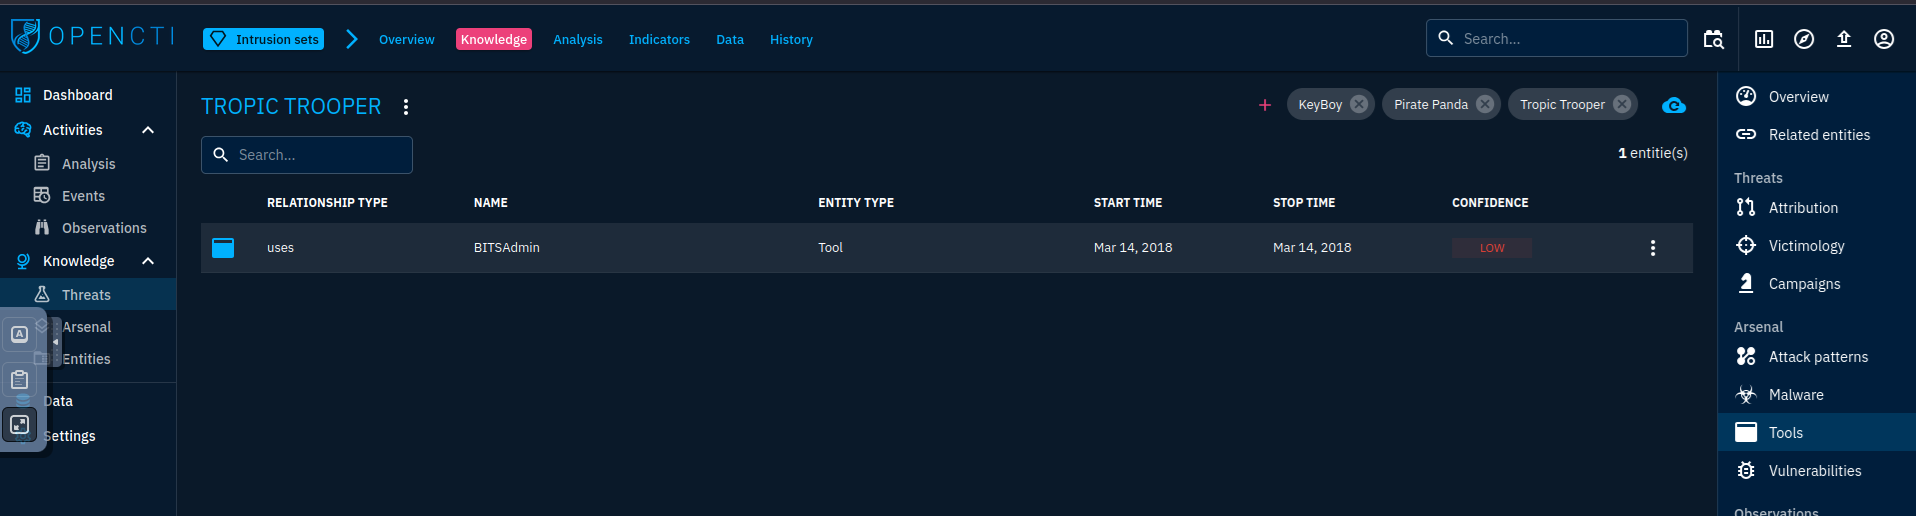 OPENCTI
Intrusion sets
Overview
Knowledge
Analysis
Indicators
Data
History
Search...
Dashboard
Activities
Analysis
Events
Observations
Knowledge
Threats
Arsenal
Entities
Data
Settings
A
TROPIC TROOPER
+
KeyBoy
Pirate Panda
Tropic Trooper
Search...
1 entitie(s)
RELATIONSHIP TYPE NAME ENTITY TYPE START TIME STOP TIME CONFIDENCE
uses BITSAdmin Tool Mar 14, 2018 Mar 14, 2018 LOW
Overview
Related entities
Threats
Attribution
Victimology
Campaigns
Arsenal
Attack patterns
Malware
Tools
Vulnerabilities
Observations